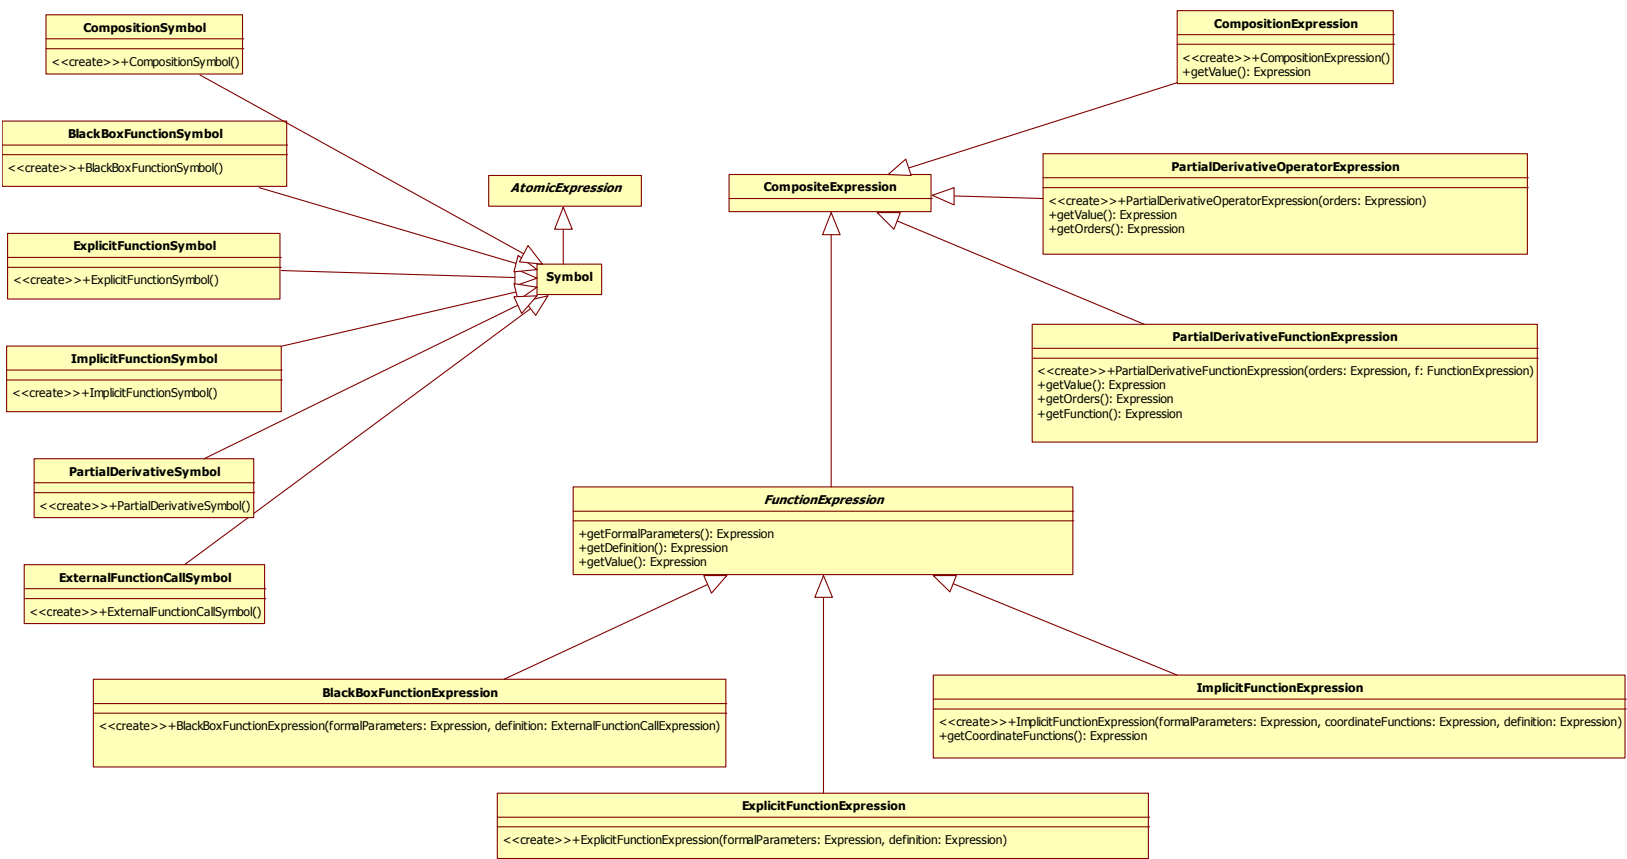 CompositionSymbol
<<create>>+CompositionSymbol()
BlackBoxFunctionSymbol
<<create>>+BlackBoxFunctionSymbol()
ExplicitFunctionSymbol
<<create>>+ExplicitFunctionSymbol()
ImplicitFunctionSymbol
<<create>>+ImplicitFunctionSymbol()
PartialDerivativeSymbol
<<create>>+PartialDerivativeSymbol()
ExternalFunctionCallSymbol
<<create>>+ExternalFunctionCallSymbol()
AtomicExpression
Symbol
CompositeExpression
CompositionExpression
<<create>>+CompositionExpression()
+getValue(): Expression
PartialDerivativeOperatorExpression
<<create>>+PartialDerivativeOperatorExpression(orders: Expression)
+getValue(): Expression
+getOrders(): Expression
PartialDerivativeFunctionExpression
<<create>>+PartialDerivativeFunctionExpression(orders: Expression, f: FunctionExpression)
+getValue(): Expression
+getOrders(): Expression
+getFunction(): Expression
FunctionExpression
+getFormalParameters(): Expression
+getDefinition(): Expression
+getValue(): Expression
BlackBoxFunctionExpression
<<create>>+BlackBoxFunctionExpression(formalParameters: Expression, definition: ExternalFunctionCallExpression)
ImplicitFunctionExpression
<<create>>+ImplicitFunctionExpression(formalParameters: Expression, coordinateFunctions: Expression, definition: Expression)
+getCoordinateFunctions(): Expression
ExplicitFunctionExpression
<<create>>+ExplicitFunctionExpression(formalParameters: Expression, definition: Expression)